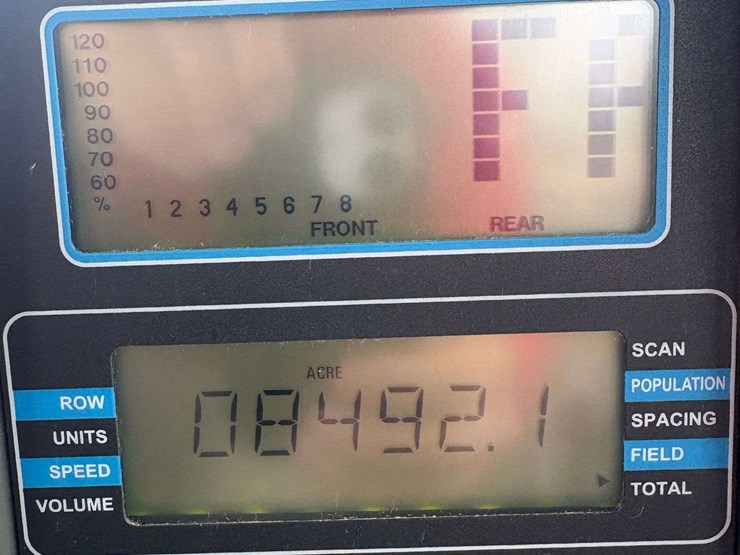 120
110
100
90
80
70
60
%
1 2 3 4 5 6 7 8
FRONT
REAR
F F
ACRE
08492.1
ROW
UNITS
SPEED
VOLUME
SCAN
POPULATION
SPACING
FIELD
TOTAL